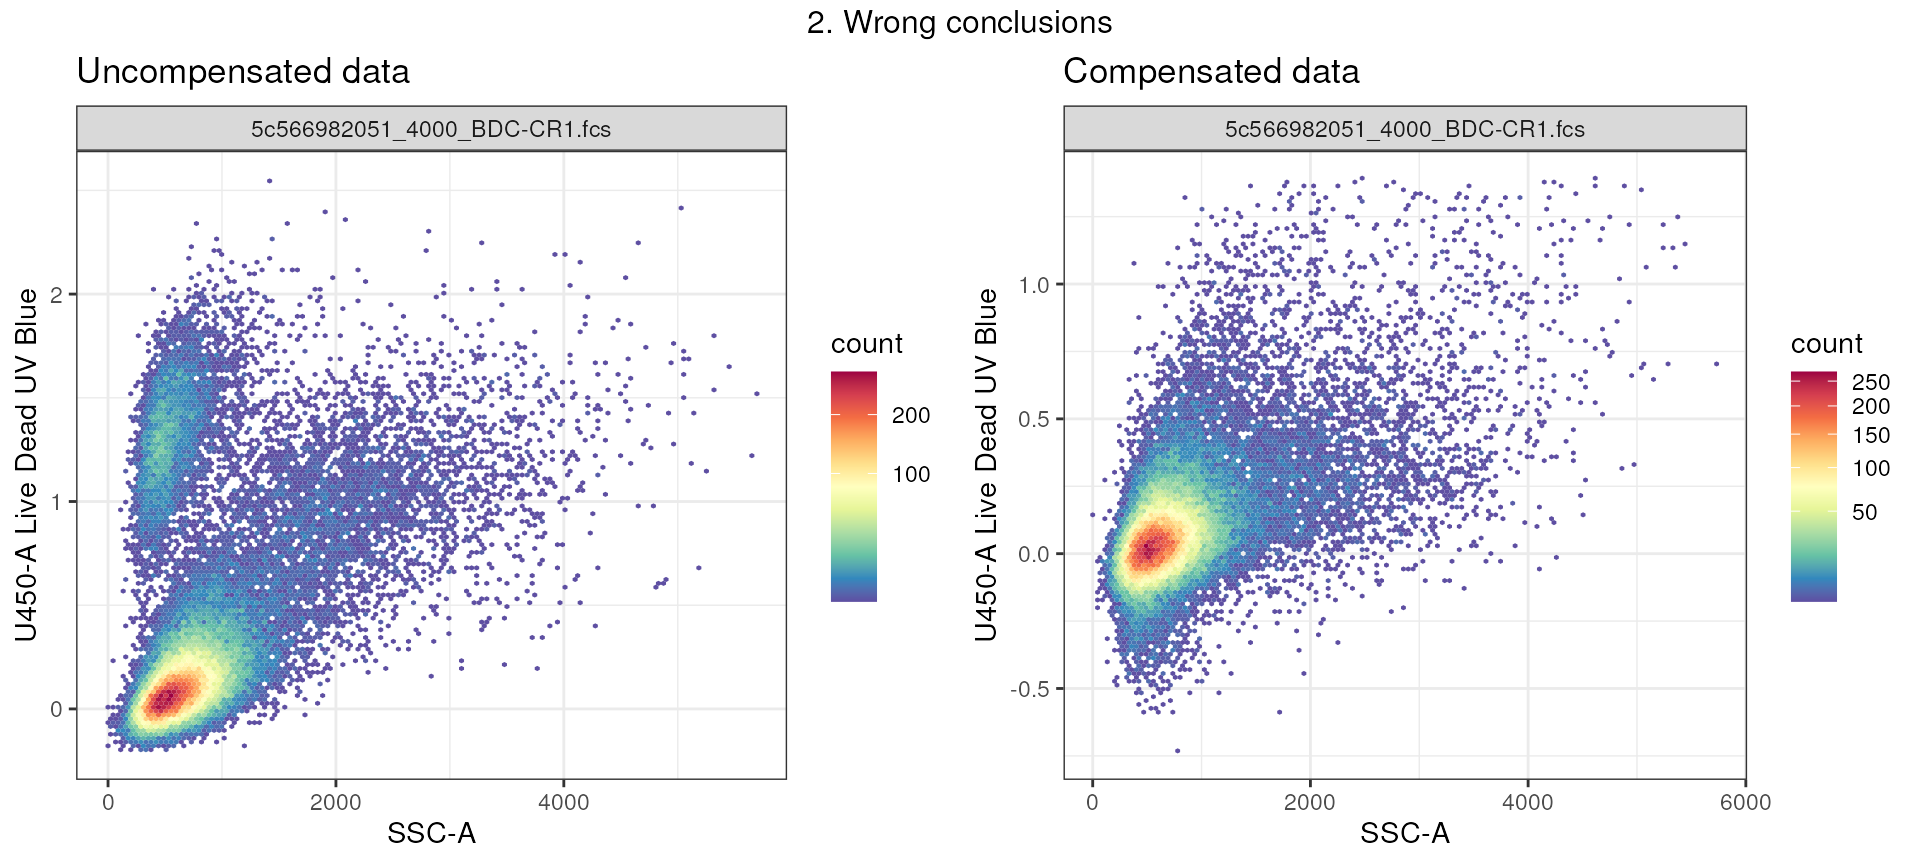 2. Wrong conclusions
Uncompensated data
5c566982051_4000_BDC-CR1.fcs
U450-A Live Dead UV Blue
2
1
0
0
2000
4000
SSC-A
count
200
100
Compensated data
5c566982051_4000_BDC-CR1.fcs
U450-A Live Dead UV Blue
1.0
0.5
0.0
-0.5
0
2000
4000
6000
SSC-A
count
250
200
150
100
50